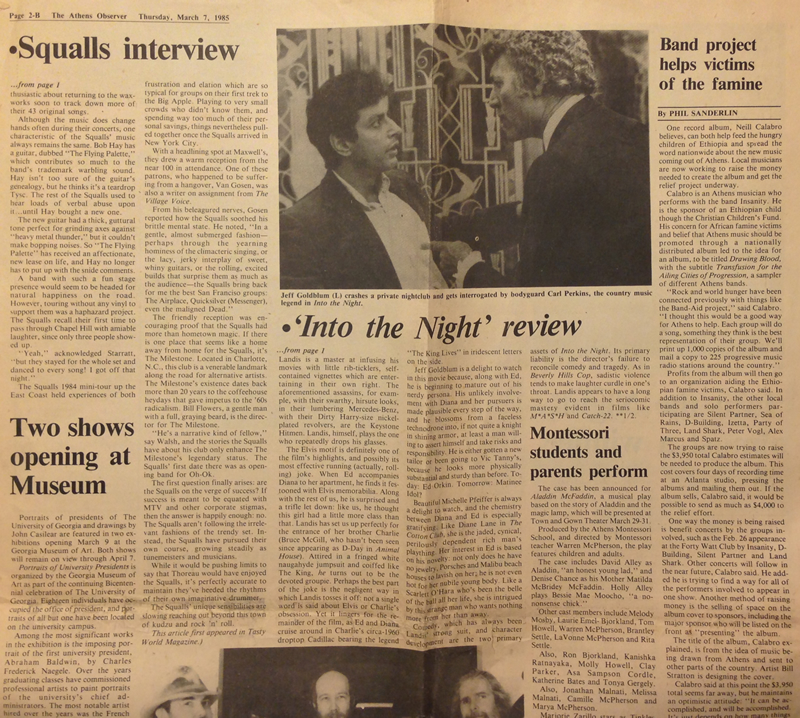 Page 2-B   The Athens Observer   Thursday, March 7, 1985
•Squalls interview
...from page 1
thusiastic about returning to the wax-
works soon to track down more of
their 43 original songs.
Although the music does change
hands often during their concerts, one
characteristic of the Squalls' music
always remains the same. Bob Hay has
a guitar, dubbed "The Flying Palette,"
which contributes so much to the
band's trademark warbling sound.
Hay isn't too sure of the guitar's
genealogy, but he thinks it's a teardrop
Tysc. The rest of the Squalls used to
hear loads of verbal abuse upon
it...until Hay bought a new one.
The new guitar had a thick, guttural
tone perfect for grinding axes against
"heavy metal thunder," but it couldn't
make bopping noises. So "The Flying
Palette" has received an affectionate,
new lease on life, and Hay no longer
has to put up with the snide comments.
A band with such a fun stage
presence would seem to be headed for
natural happiness on the road.
However, touring without any vinyl to
support them was a haphazard project.
The Squalls recall their first time to
pass through Chapel Hill with amiable
laughter, since only three people show-
ed up.
"Yeah," acknowledged Starratt,
"but they stayed for the whole set and
danced to every song! I got off that
night."
The Squalls 1984 mini-tour up the
East Coast held experiences of both
frustration and elation which are so
typical for groups on their first trek to
the Big Apple. Playing to very small
crowds who didn't know them, and
spending way too much of their per-
sonal savings, things nevertheless pull-
ed together once the Squalls arrived in
New York City.
With a headlining spot at Maxwell's,
they drew a warm reception from the
near 100 in attendance. One of these
patrons, who happened to be suffer-
ing from a hangover, Van Gosen, was
also a writer on assignment from The
Village Voice.
From his beleagured nerves, Gosen
reported how the Squalls soothed his
brittle mental state. He noted, "In a
gentle, almost submerged fashion—
perhaps through the yearning
hominess of the climacteric singing, or
the lacy, jerky interplay of sweet,
whiny guitars, or the rolling, excited
builds that surprise them as much as
the audience—the Squalls bring back
for me the best San Franciso groups:
The Airplace, Quicksilver (Messenger),
even the maligned Dead."
The friendly reception was en-
couraging proof that the Squalls had
more than hometown magic. If there
is one place that seems like a home
away from home for the Squalls, it's
The Milestone. Located in Charlotte,
N.C., this club is a venerable landmark
along the road for alternative artists.
The Milestone's existence dates back
more than 20 years to the coffeehouse
heydays that gave impetus to the '60s
radicalism. Bill Flowers, a gentle man
with a full, graying beard, is the direc-
tor for The Milestone.
"He's a narrative kind of fellow,"
say Walsh, and the stories the Squalls
have about his club only enhance The
Milestone's legendary status. The
Squalls' first date there was as open-
ing band for Oh-Ok.
The first question finally arises: are
the Squalls on the verge of success? If
success is meant to be equated with
MTV and other corporate stigmas,
then the answer is happily enough: no.
The Squalls aren't following the irrelev-
ant fashions of the trendy set. In-
stead, the Squalls have pursued their
own course, growing steadily as
tunesmeisters and musicians.
While it would be pushing limits to
say that Thoreau would have enjoyed
the Squalls, it's perfectly accurate to
maintain they've herded the rhythms
of their own imaginative drummer.
The Squalls' unique sensibilities are
slowing reaching out beyond this town
of kudzu and rock 'n' roll.
This article first appeared in Tasty
World Magazine.)
Two shows
opening at
Museum
Portraits of presidents of The
University of Georgia and drawings by
John Casilear are featured in two ex-
hibitions opening March 9 at the
Georgia Museum of Art. Both shows
will remain on view through April 7.
Portraits of University Presidents is
organized by the Georgia Museum of
Art as part of the continuing Bicenten-
nial celebration of The University of
Georgia. Eighteen individuals have oc-
cupied the office of president, and por-
traits of all but one have been located
on the university campus.
Among the most significant works
in the exhibition is the imposing por-
trait of the first university president,
Abraham Baldwin, by Charles
Frederick Naegele. Over the years
graduating classes have commissioned
professional artists to paint portraits
of the university's chief ad-
ministrators. The most notable artist
hired over years was the French
Jeff Goldblum (L) crashes a private nightclub and gets interrogated by bodyguard Carl Perkins, the country music
legend in Into the Night.
•'Into the Night' review
...from page 1
Landis is a master at infusing his
movies with little rib-ticklers, self-
contained vignettes which are enter-
taining in their own right. The
aforementioned assassins, for exam-
ple, with their swarthy, hirsute looks,
in their lumbering Mercedes-Benz,
with their Dirty Harry-size nickel-
plated revolvers, are the Keystone
Hitmen. Landis, himself, plays the one
who repeatedly drops his glasses.
The Elvis motif is definitely one of
the film's highlights, and possibly its
most effective running (actually, roll-
ing) joke. When Ed accompanies
Diana to her apartment, he finds it fes-
tooned with Elvis memorabilia. Along
with the rest of us, he is surprised and
a trifle let down: like us, he thought
this girl had a little more class than
that. Landis has set us up perfectly for
the entrance of her brother Charlie
(Bruce McGill, who hasn't been seen
since appearing as D-Day in Animal
House). Attired in a fringed white
nangahyde jumpsuit and coiffed like
The King, he turns out to be the
devoted groupie. Perhaps the best part
of the joke is the negligent way in
which Landis tosses it off: not a single
word is said about Elvis or Charlie's
obsession. Yet it lingers for the re-
mainder of the film, as Ed and Diana
cruise around in Charlie's circa-1960
droptop Cadillac bearing the legend
"The King Lives" in iridescent letters
on the side.
Jeff Goldblum is a delight to watch
in this movie because, along with Ed,
he is beginning to mature out of his
nerdy persona. His unlikely involve-
ment with Diana and her pursuers is
made plausible every step of the way,
and he blossoms from a faceless
technodroid into, if not quite a knight
in shining armor, at least a man will-
ing to assert himself and take risks and
responsibility. He is either gotten a new
tailor or been going to Vic Tanny's,
because he looks more physically
substantial and sturdy than before. To-
day: Ed Orkin. Tomorrow: Matinee
Idol?
Beautiful Michelle Pfeiffer is always
a delight to watch, and the chemistry
between Diana and Ed is especially
gratifying. Like Diane Lane in The
Cotton Club, she is the jaded, cynical,
perilously dependent rich man's
plaything. Her interest in Ed is based
on his honesty: not only does he have
no jewelry, Porsches and Malibu beach
houses to lavish on her; he is not even
hot for her nubile young body. Like a
Scarlett O'Hara who's been the belle
of the ball all her life, she is intrigued
by this strange man who wants nothing
more from her than away.
Comedy, which has always been
Landis' strong suit, and character
development are the two primary
assets of Into the Night. Its primary
liability is the director's failure to
reconcile comedy and tragedy. As in
Beverly Hills Cop, sadistic violence
tends to make laughter curdle in one's
throat. Landis appears to have a long
way to go to reach the seriocomic
mastery evident in films like
M*A*S*H and Catch-22. **1/2.
Montessori
students and
parents perform
The case has been announced for
Aladdin McFaddin, a musical play
based on the story of Aladdin and the
magic lamp, which will be presented at
Town and Gown Theater March 29-31.
Produced by the Athens Montessori
School, and directed by Montessori
teacher Warren McPherson, the play
features children and adults.
The case includes David Alley as
Aladdin, "an honest young lad," and
Denise Chance as his Mother Matilda
McBrides McFaddin. Holly Alley
plays Bessie Mae Moocho, "a no-
nonsense chick."
Other cast members include Melody
Mosby, Laurie Emel-Bjorklund, Tom
Howell, Warren McPherson, Brantley
Settle, LaVonne McPherson and Rita
Settle.
Also, Ron Bjorkland, Kanishka
Ratnayaka, Molly Howell, Clay
Parker, Asa Sampson Cordle,
Katherine Bates and Tonya Gergely.
Also, Jonathan Malnati, Melissa
Malnati, Camille McPherson and
Marya McPherson.
Band project
helps victims
of the famine
By PHIL SANDERLIN
One record album, Neill Calabro
believes, can both help feed the hungry
children of Ethiopia and spread the
word nationwide about the new music
coming out of Athens. Local musicians
are now working to raise the money
needed to create the album and get the
relief project underway.
Calabro is an Athens musician who
performs with the band Insanity. He
is the sponsor of an Ethiopian child
though the Christian Children's Fund.
His concern for African famine victims
and belief that Athens music should be
promoted through a nationally
distributed album led to the idea for
an album, to be titled Drawing Blood,
with the subtitle Transfusion for the
Ailing Cities of Progression, a sampler
of different Athens bands.
"Rock and world hunger have been
connected previously with things like
the Band-Aid project," said Calabro.
"I thought this would be a good way
for Athens to help. Each group will do
a song, something they think is the best
representation of their group. We'll
print up 1,000 copies of the album and
mail a copy to 225 progressive music
radio stations around the country."
Profits from the album will then go
to an organization aiding the Ethio-
pian famine victims, Calabro said. In
addition to Insanity, the other local
bands and solo performers par-
ticipating are Silent Partner, Sea of
Rains, D-Building, Izetta, Party of
Three, Land Shark, Peter Vogl, Alex
Marcus and Spatz.
The groups are now trying to raise
the $3,950 total Calabro estimates will
be needed to produce the album. This
cost covers four days of recording time
at an Atlanta studio, pressing the
albums and mailing them out. If the
album sells, Calabro said, it would be
possible to send as much as $4,000 to
the relief effort.
One way the money is being raised
is benefit concerts by the groups in-
volved, such as the Feb. 26 appearance
at the Forty Watt Club by Insanity, D-
Building, Silent Partner and Land
Shark. Other concerts will follow in
the near future, Calabro said. He add-
ed he is trying to find a way for all of
the performers involved to appear in
one show. Another method of raising
money is the selling of space on the
album cover to sponsors, including the
major sponsor who will be listed on the
front as "presenting" the album.
The title of the album, Calabro ex-
plained, is from the idea of music be-
ing drawn from Athens and sent to
other parts of the country. Artist Bill
Stratton is designing the cover.
Calabro said at this point the $3,950
total seems far away, but he maintains
an optimistic attitude: "It can be ac-
complished, and will be accomplished.